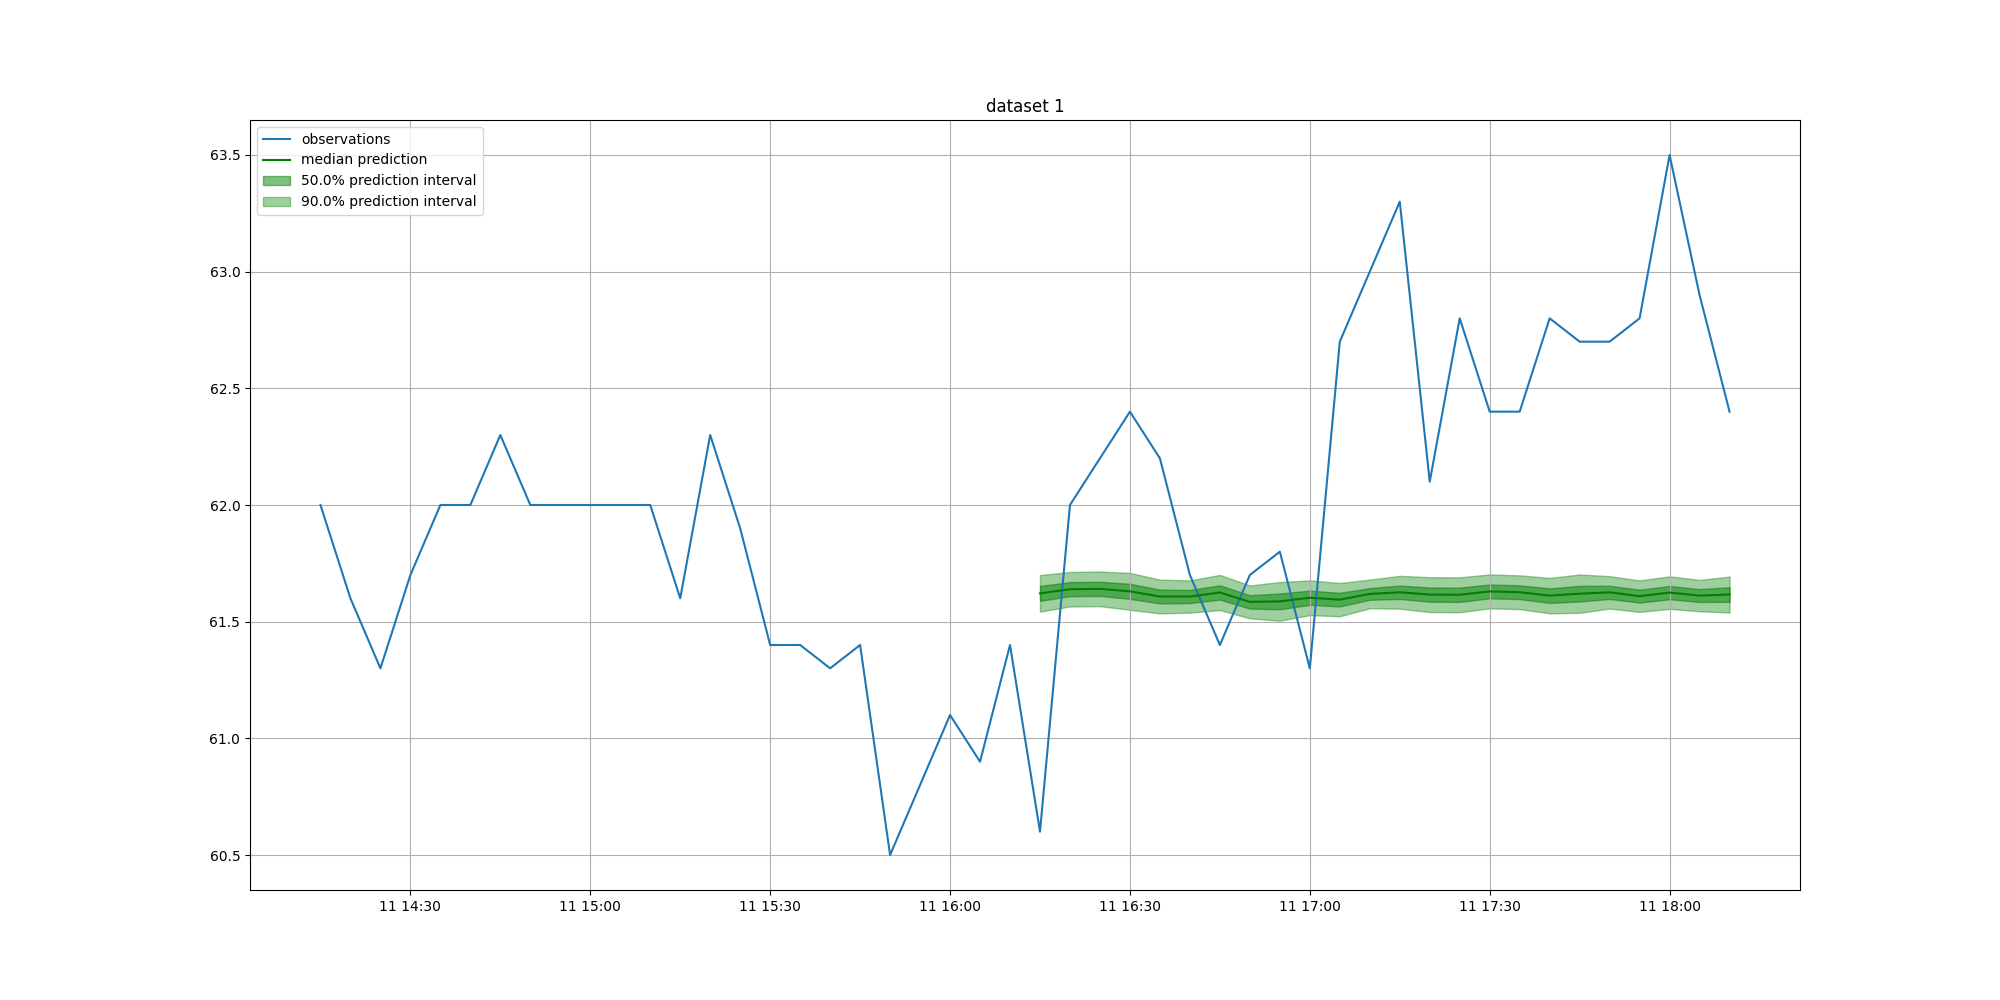 dataset 1
observations
median prediction
50.0% prediction interval
90.0% prediction interval
63.5
63.0
62.5
62.0
61.5
61.0
60.5
11 14:30 11 15:00 11 15:30 11 16:00 11 16:30 11 17:00 11 17:30 11 18:00